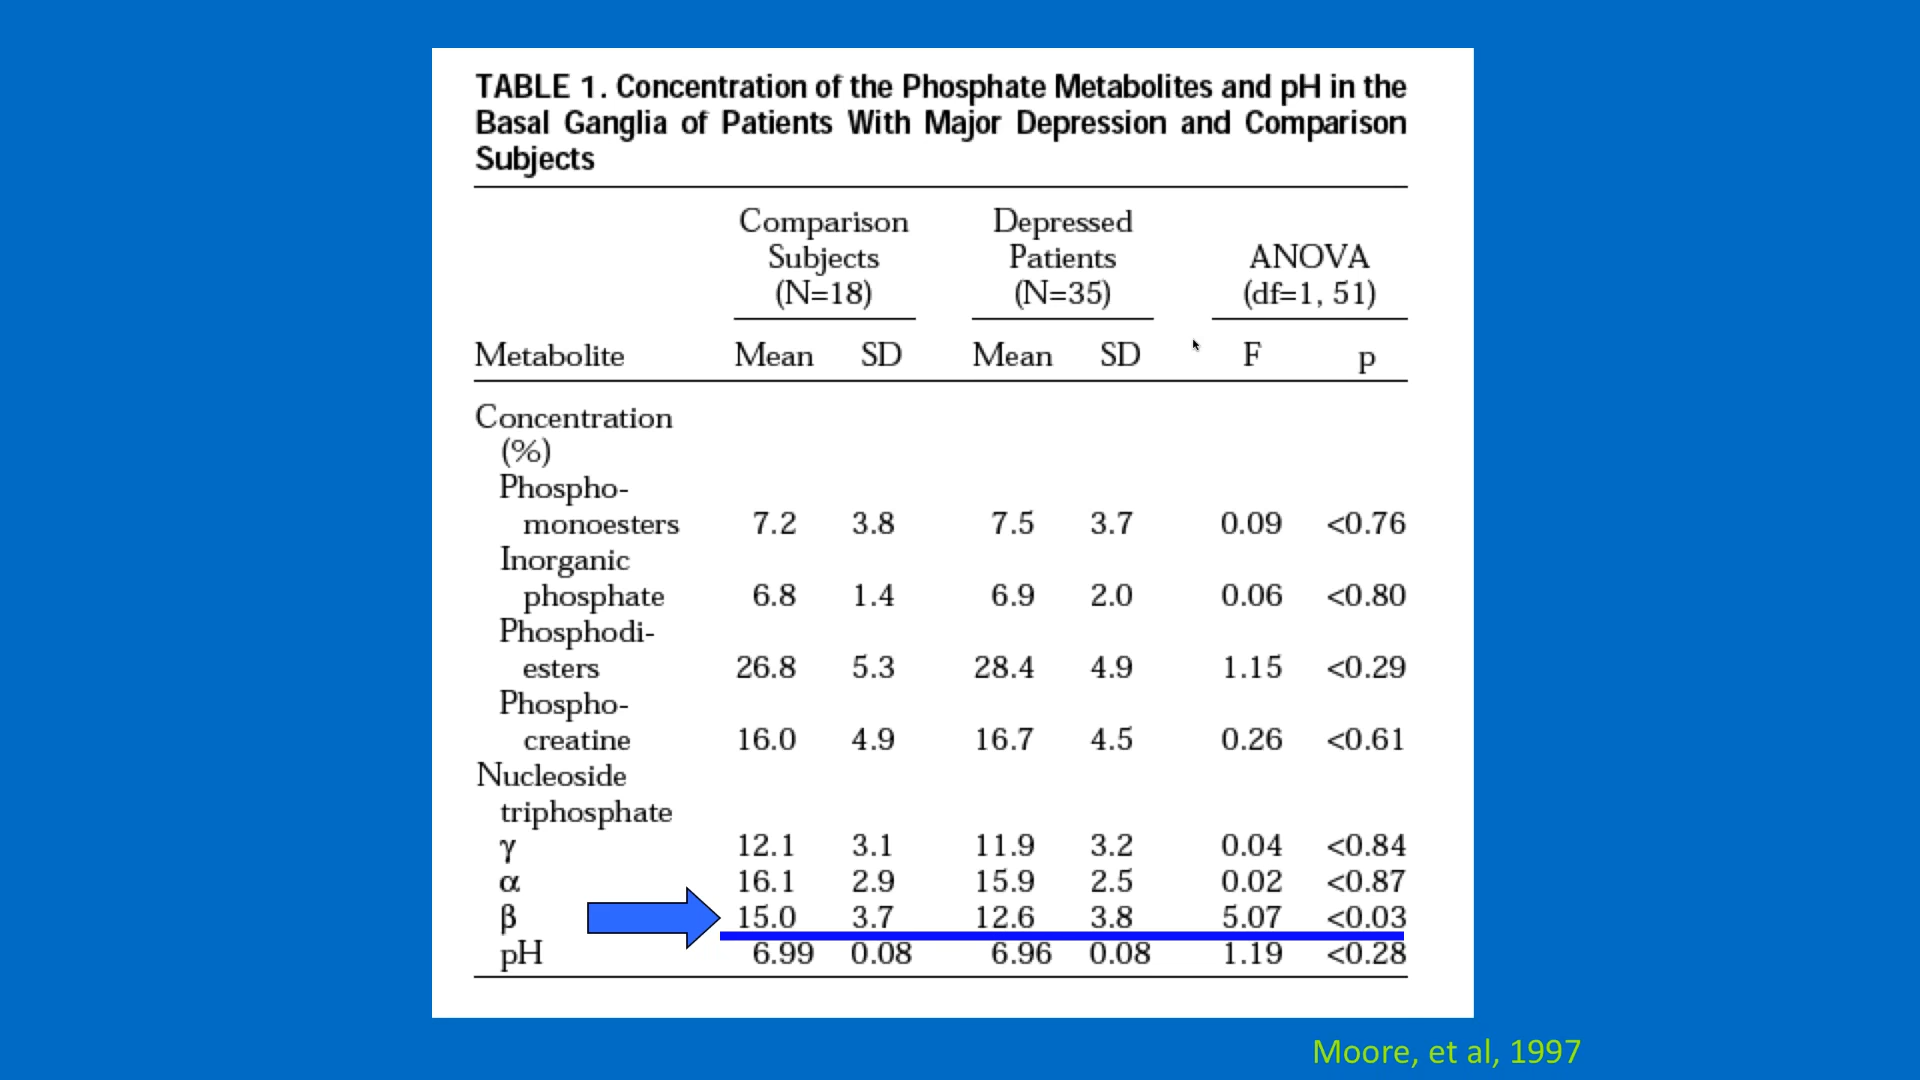 TABLE 1. Concentration of the Phosphate Metabolites and pH in the
Basal Ganglia of Patients With Major Depression and Comparison
Subjects
Comparison Subjects (N=18) Depressed Patients (N=35) ANOVA (df=1, 51)
Metabolite Mean SD Mean SD F p
Concentration
(%)
Phospho-
monoesters 7.2 3.8 7.5 3.7 0.09 <0.76
Inorganic
phosphate 6.8 1.4 6.9 2.0 0.06 <0.80
Phosphodi-
esters 26.8 5.3 28.4 4.9 1.15 <0.29
Phospho-
creatine 16.0 4.9 16.7 4.5 0.26 <0.61
Nucleoside
triphosphate
γ 12.1 3.1 11.9 3.2 0.04 <0.84
α 16.1 2.9 15.9 2.5 0.02 <0.87
β 15.0 3.7 12.6 3.8 5.07 <0.03
pH 6.99 0.08 6.96 0.08 1.19 <0.28
Moore, et al, 1997